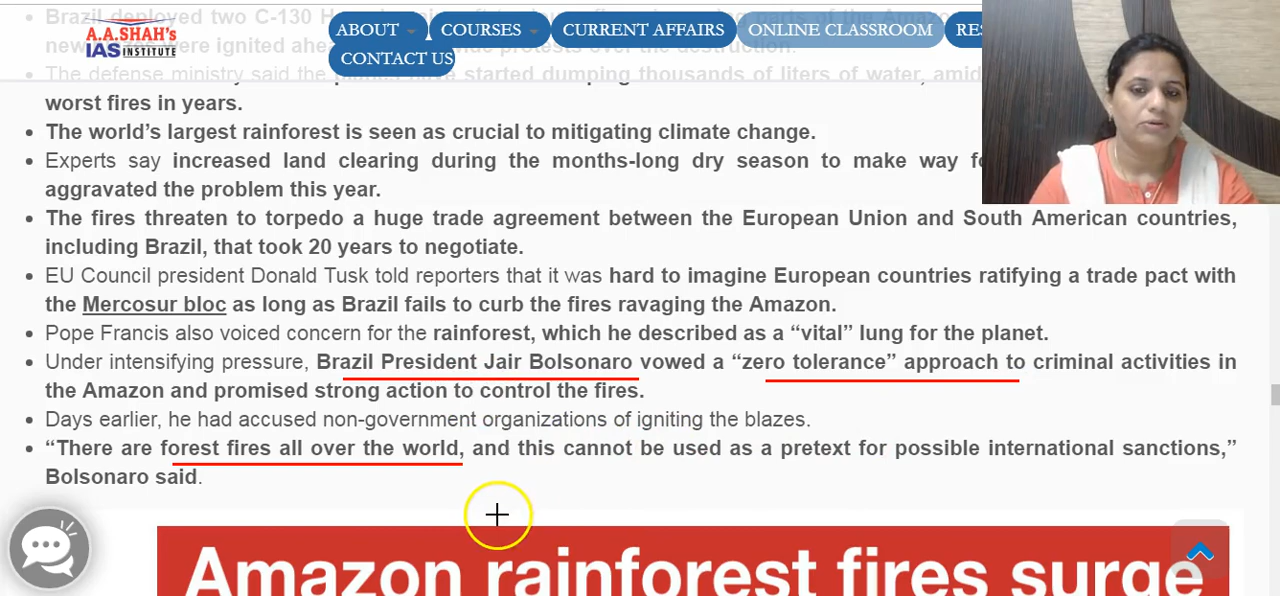 Brazil deployed two C-130 H
A.A.SHAH's
IAS INSTITUTE
ABOUT
COURSES
CURRENT AFFAIRS
ONLINE CLASSROOM
RES
CONTACT US
were ignited ahe protests over the destruction.
The defense ministry said the started dumping thousands of liters of water, amid
worst fires in years.
The world's largest rainforest is seen as crucial to mitigating climate change.
Experts say increased land clearing during the months-long dry season to make way fo
aggravated the problem this year.
The fires threaten to torpedo a huge trade agreement between the European Union and South American countries,
including Brazil, that took 20 years to negotiate.
EU Council president Donald Tusk told reporters that it was hard to imagine European countries ratifying a trade pact with
the Mercosur bloc as long as Brazil fails to curb the fires ravaging the Amazon.
Pope Francis also voiced concern for the rainforest, which he described as a “vital” lung for the planet.
Under intensifying pressure, Brazil President Jair Bolsonaro vowed a “zero tolerance” approach to criminal activities in
the Amazon and promised strong action to control the fires.
Days earlier, he had accused non-government organizations of igniting the blazes.
“There are forest fires all over the world, and this cannot be used as a pretext for possible international sanctions,”
Bolsonaro said.
Amazon rainforest fires surge